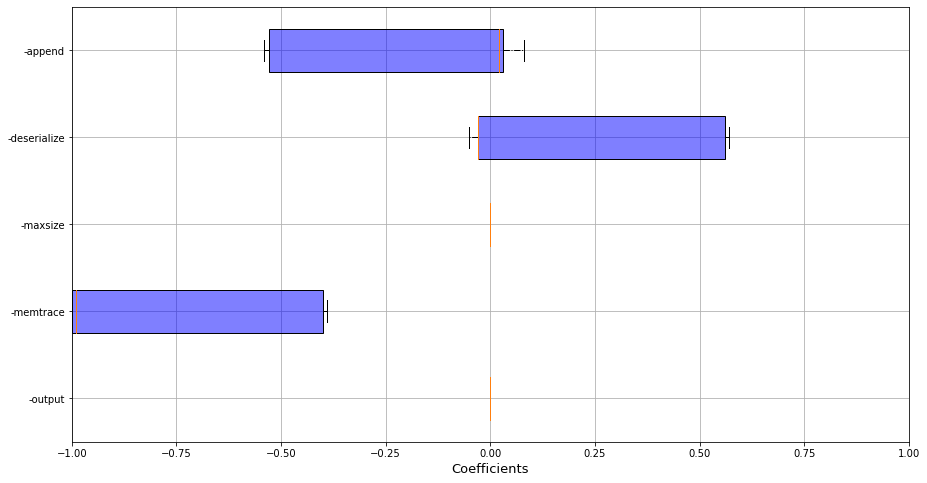 -append
-deserialize
-maxsize
-memtrace
-output
−1.00 −0.75 −0.50 −0.25 0.00 0.25 0.50 0.75 1.00
Coefficients